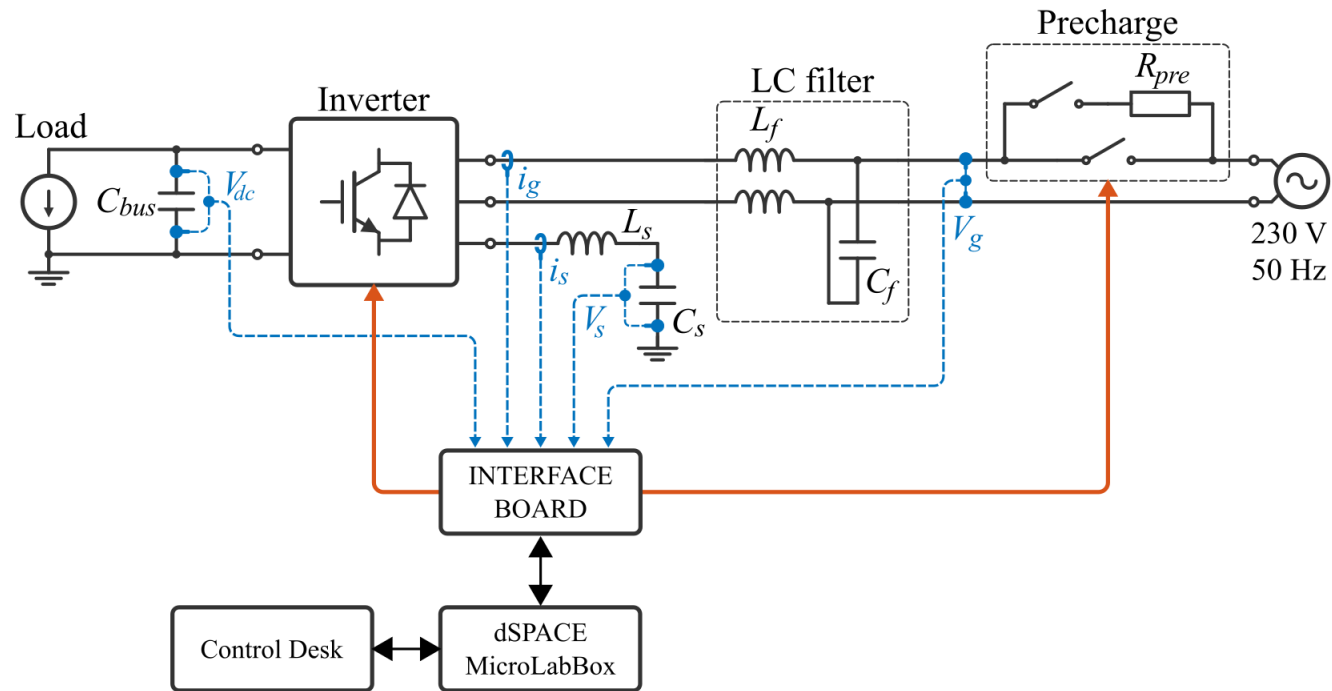 Precharge
R_pre
LC filter
Inverter
L_f
Load
V_dc
i_g
C_bus
L_s
V_g
230 V
50 Hz
i_s
C_f
V_s
C_s
INTERFACE
BOARD
Control Desk
dSPACE
MicroLabBox